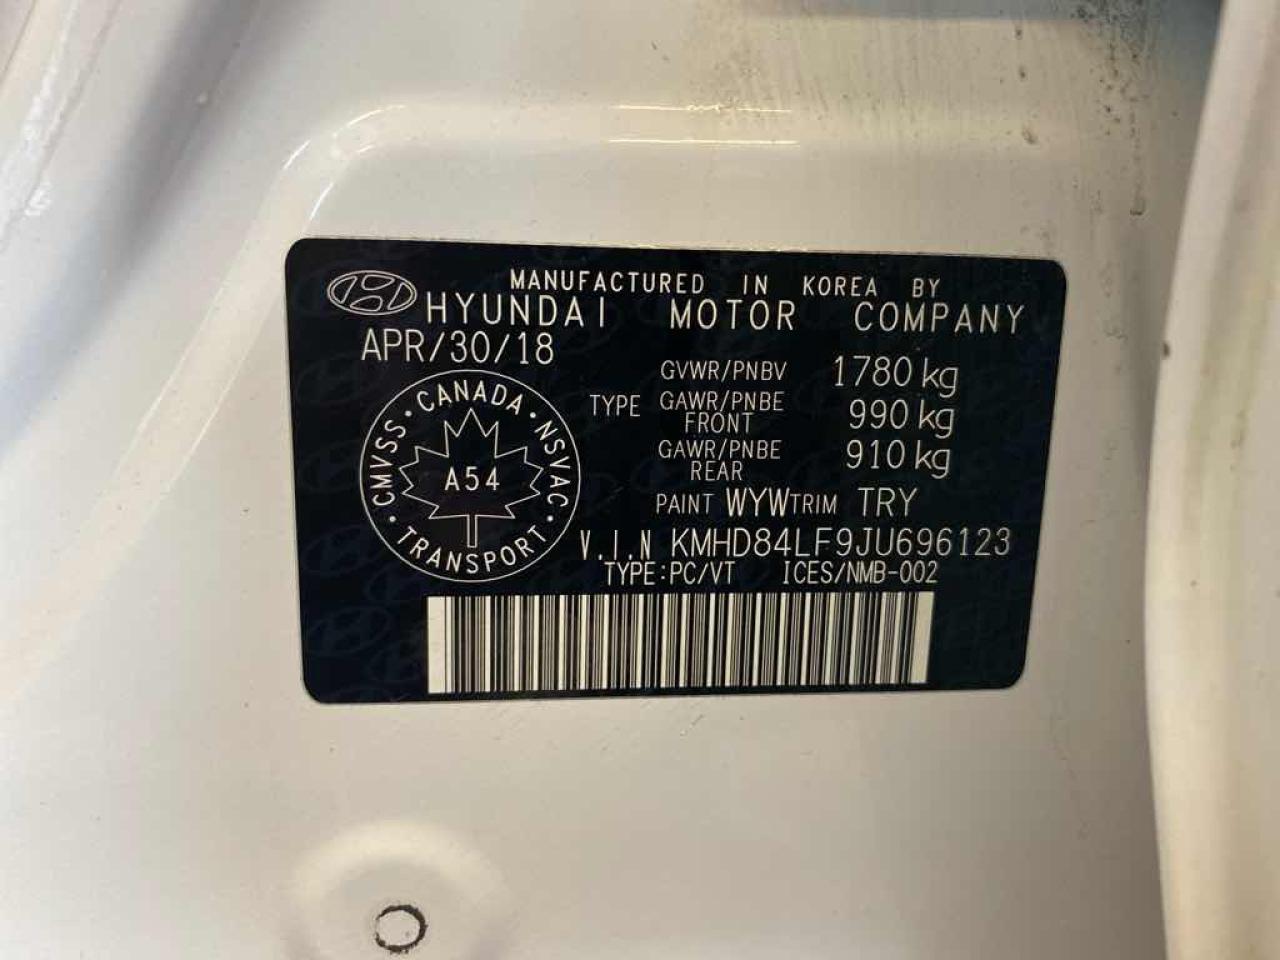 MANUFACTURED IN KOREA BY
HYUNDAI MOTOR COMPANY
APR/30/18
GVWR/PNBV 1780 kg
TYPE GAWR/PNBE FRONT 990 kg
GAWR/PNBE REAR 910 kg
PAINT WYW TRIM TRY
V.I.N KMHD84LF9JU696123
TYPE:PC/VT ICES/NMB-002
CMVSS · CANADA · NSVAC · TRANSPORT ·
A54